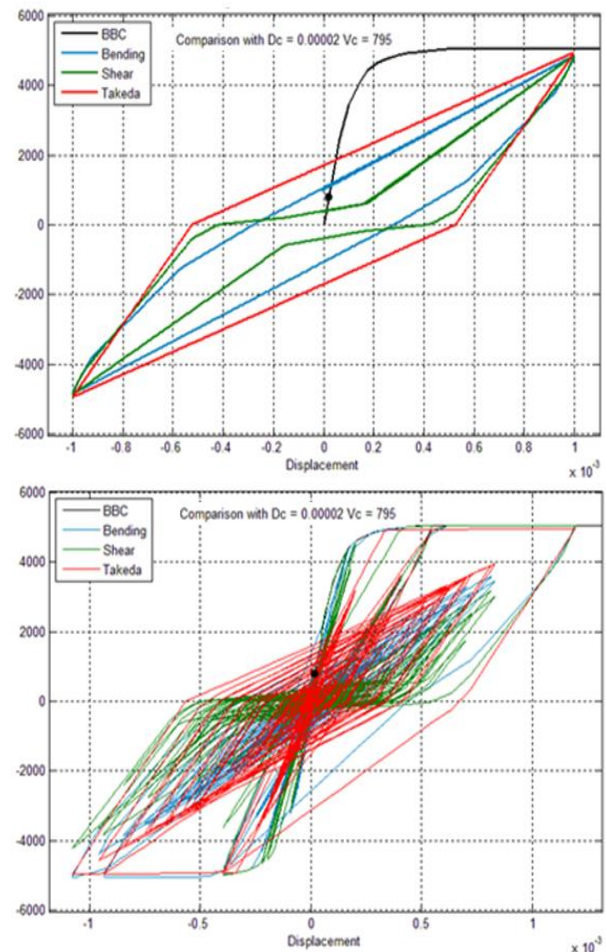 6000
BBC
Bending
Shear
Takeda
Comparison with Dc = 0.00002 Vc = 795
4000
2000
0
-2000
-4000
-6000
-1 -0.8 -0.6 -0.4 -0.2 0 0.2 0.4 0.6 0.8 1
Displacement
x 10⁻³
6000
BBC
Bending
Shear
Takeda
Comparison with Dc = 0.00002 Vc = 795
4000
2000
0
-2000
-4000
-6000
-1 -0.5 0 0.5 1
Displacement
x 10⁻³